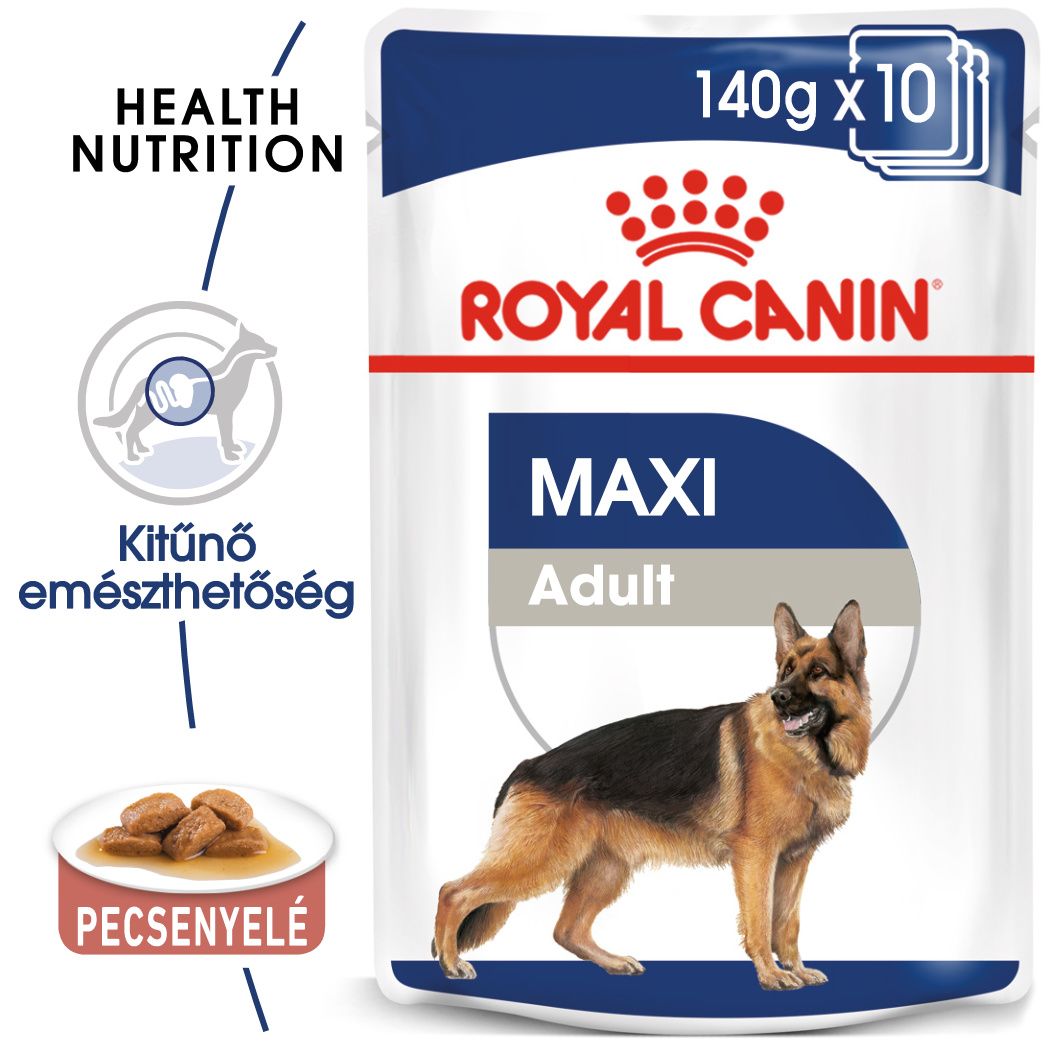 HEALTH
NUTRITION
Kitűnő
emészthetőség
PECSENYELÉ
140g x 10
ROYAL CANIN®
MAXI
Adult